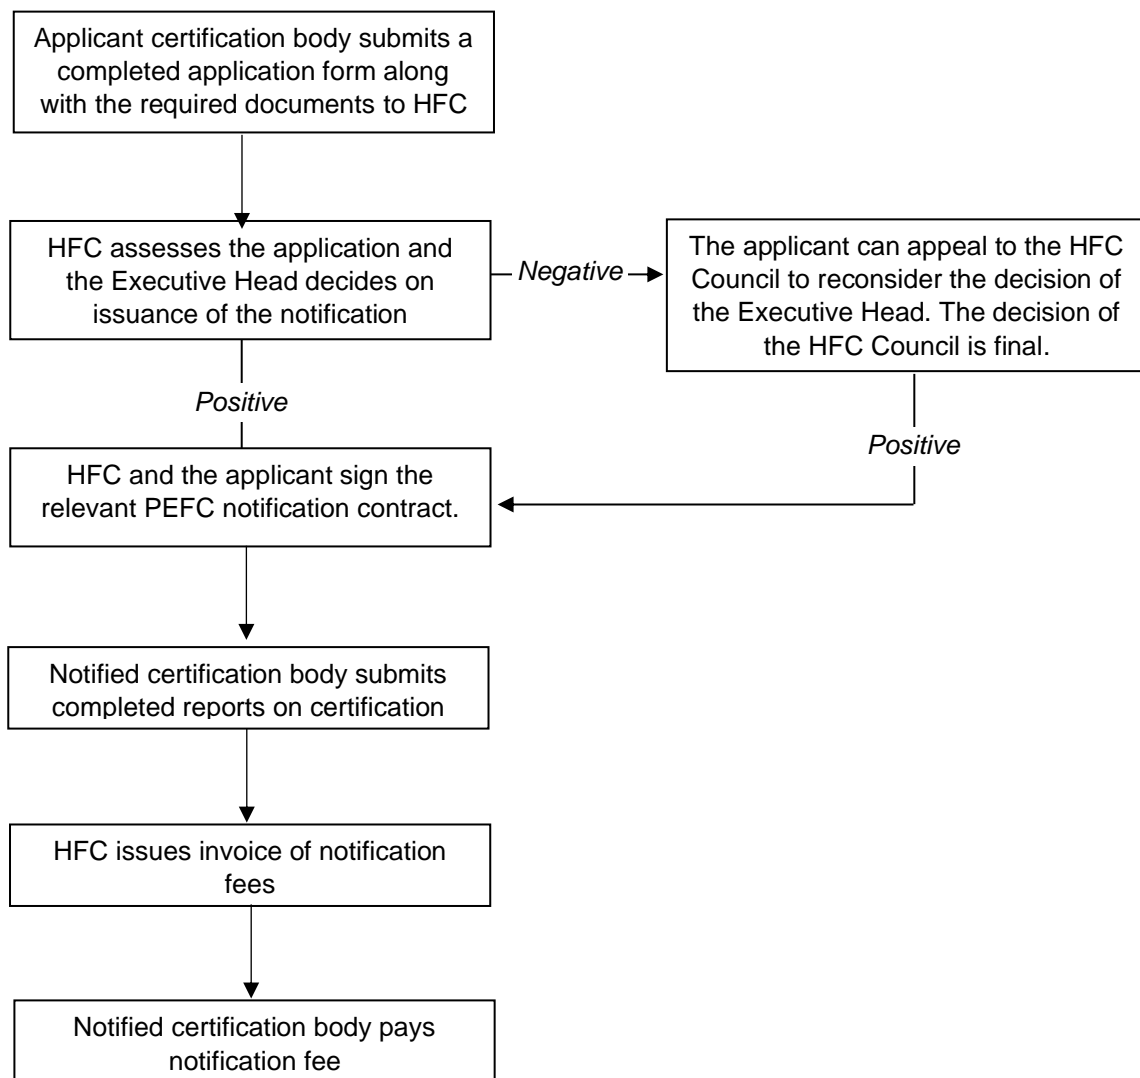 Applicant certification body submits a
completed application form along
with the required documents to HFC
HFC assesses the application and
the Executive Head decides on
issuance of the notification
Negative
The applicant can appeal to the HFC
Council to reconsider the decision of
the Executive Head. The decision of
the HFC Council is final.
Positive
Positive
HFC and the applicant sign the
relevant PEFC notification contract.
Notified certification body submits
completed reports on certification
HFC issues invoice of notification
fees
Notified certification body pays
notification fee